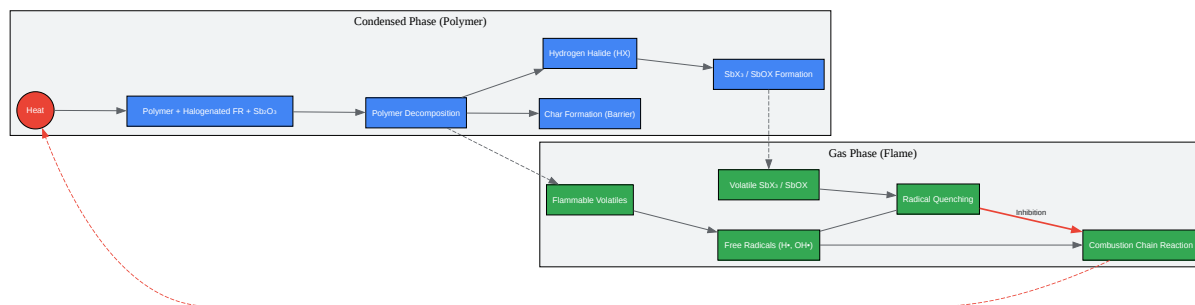 Condensed Phase (Polymer)
Heat
Polymer + Halogenated FR + Sb₂O₃
Polymer Decomposition
Hydrogen Halide (HX)
Char Formation (Barrier)
SbX₃ / SbOX Formation
Gas Phase (Flame)
Flammable Volatiles
Volatile SbX₃ / SbOX
Free Radicals (H•, OH•)
Radical Quenching
Inhibition
Combustion Chain Reaction